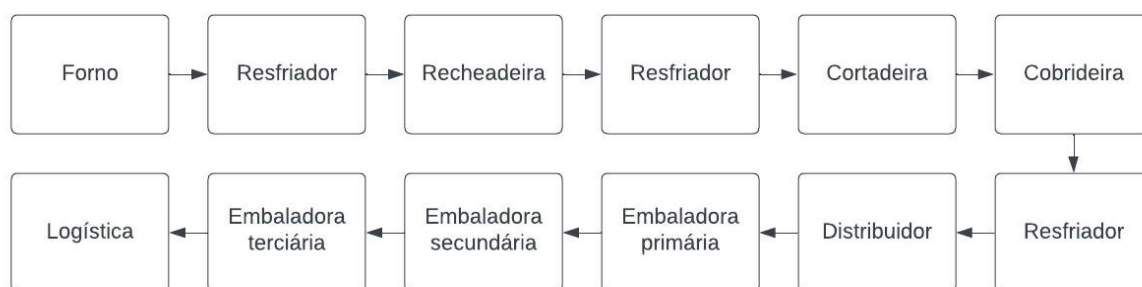 Forno
Resfriador
Recheadeira
Resfriador
Cortadeira
Cobrideira
Logística
Embaladora
terciária
Embaladora
secundária
Embaladora
primária
Distribuidor
Resfriador